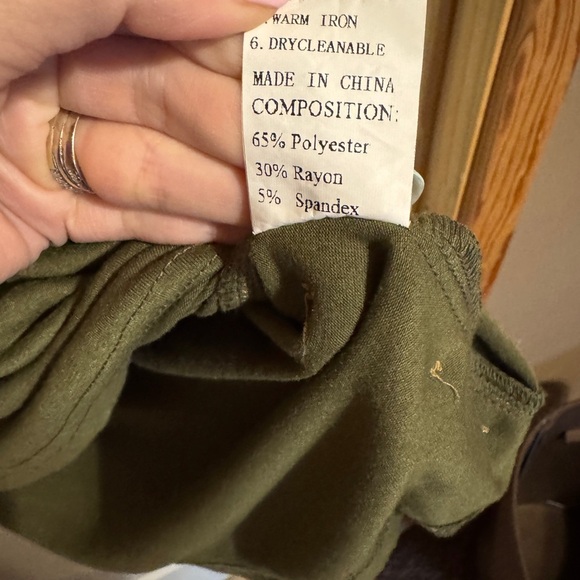 WARM IRON
6. DRYCLEANABLE
MADE IN CHINA
COMPOSITION:
65% Polyester
30% Rayon
5% Spandex